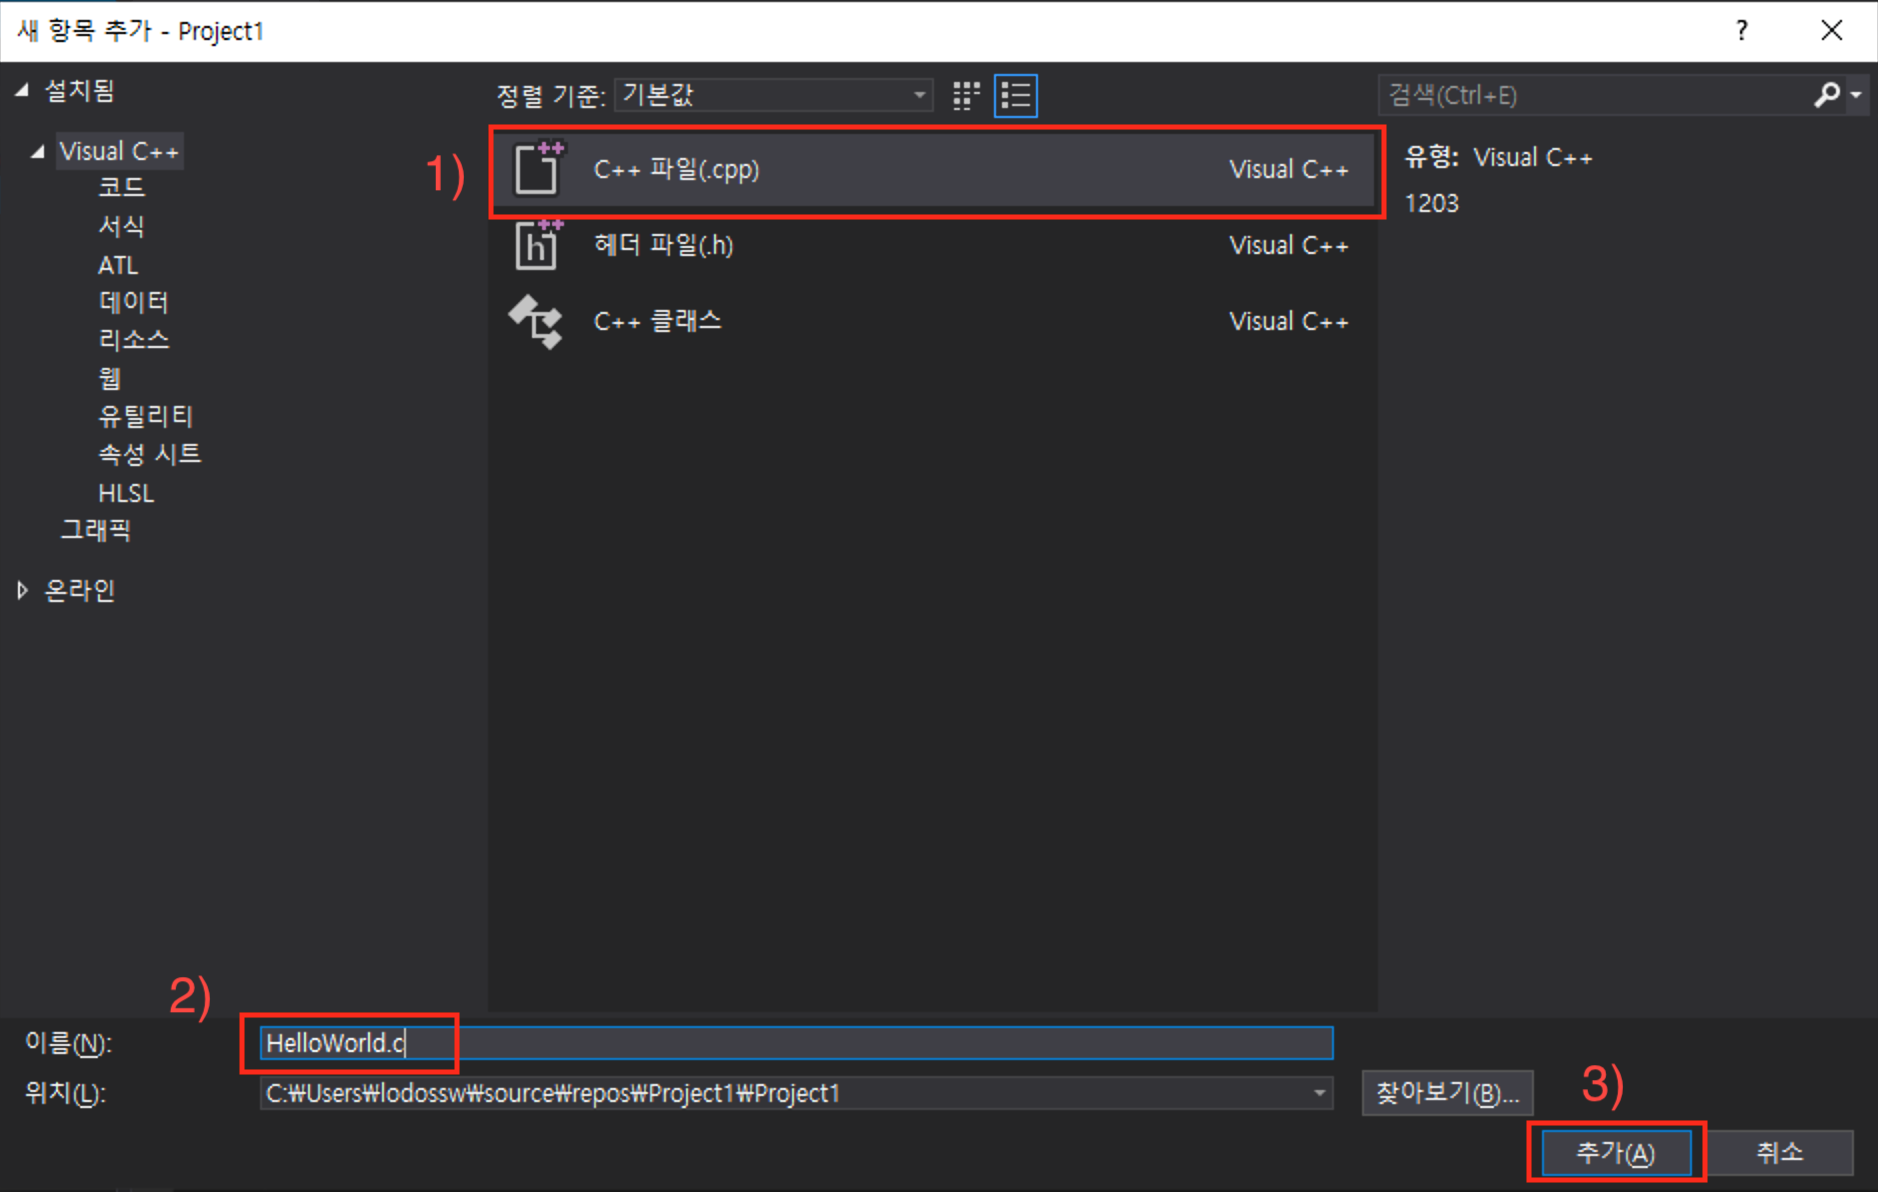 새 항목 추가 - Project1
?
설치됨
Visual C++
코드
서식
ATL
데이터
리소스
웹
유틸리티
속성 시트
HLSL
그래픽
온라인
정렬 기준: 기본값
검색(Ctrl+E)
1)
C++ 파일(.cpp) Visual C++
헤더 파일(.h) Visual C++
C++ 클래스 Visual C++
유형: Visual C++
1203
2)
이름(N): HelloWorld.c
위치(L): C:₩Users₩lodossw₩source₩repos₩Project1₩Project1
찾아보기(B)...
3)
추가(A) 취소